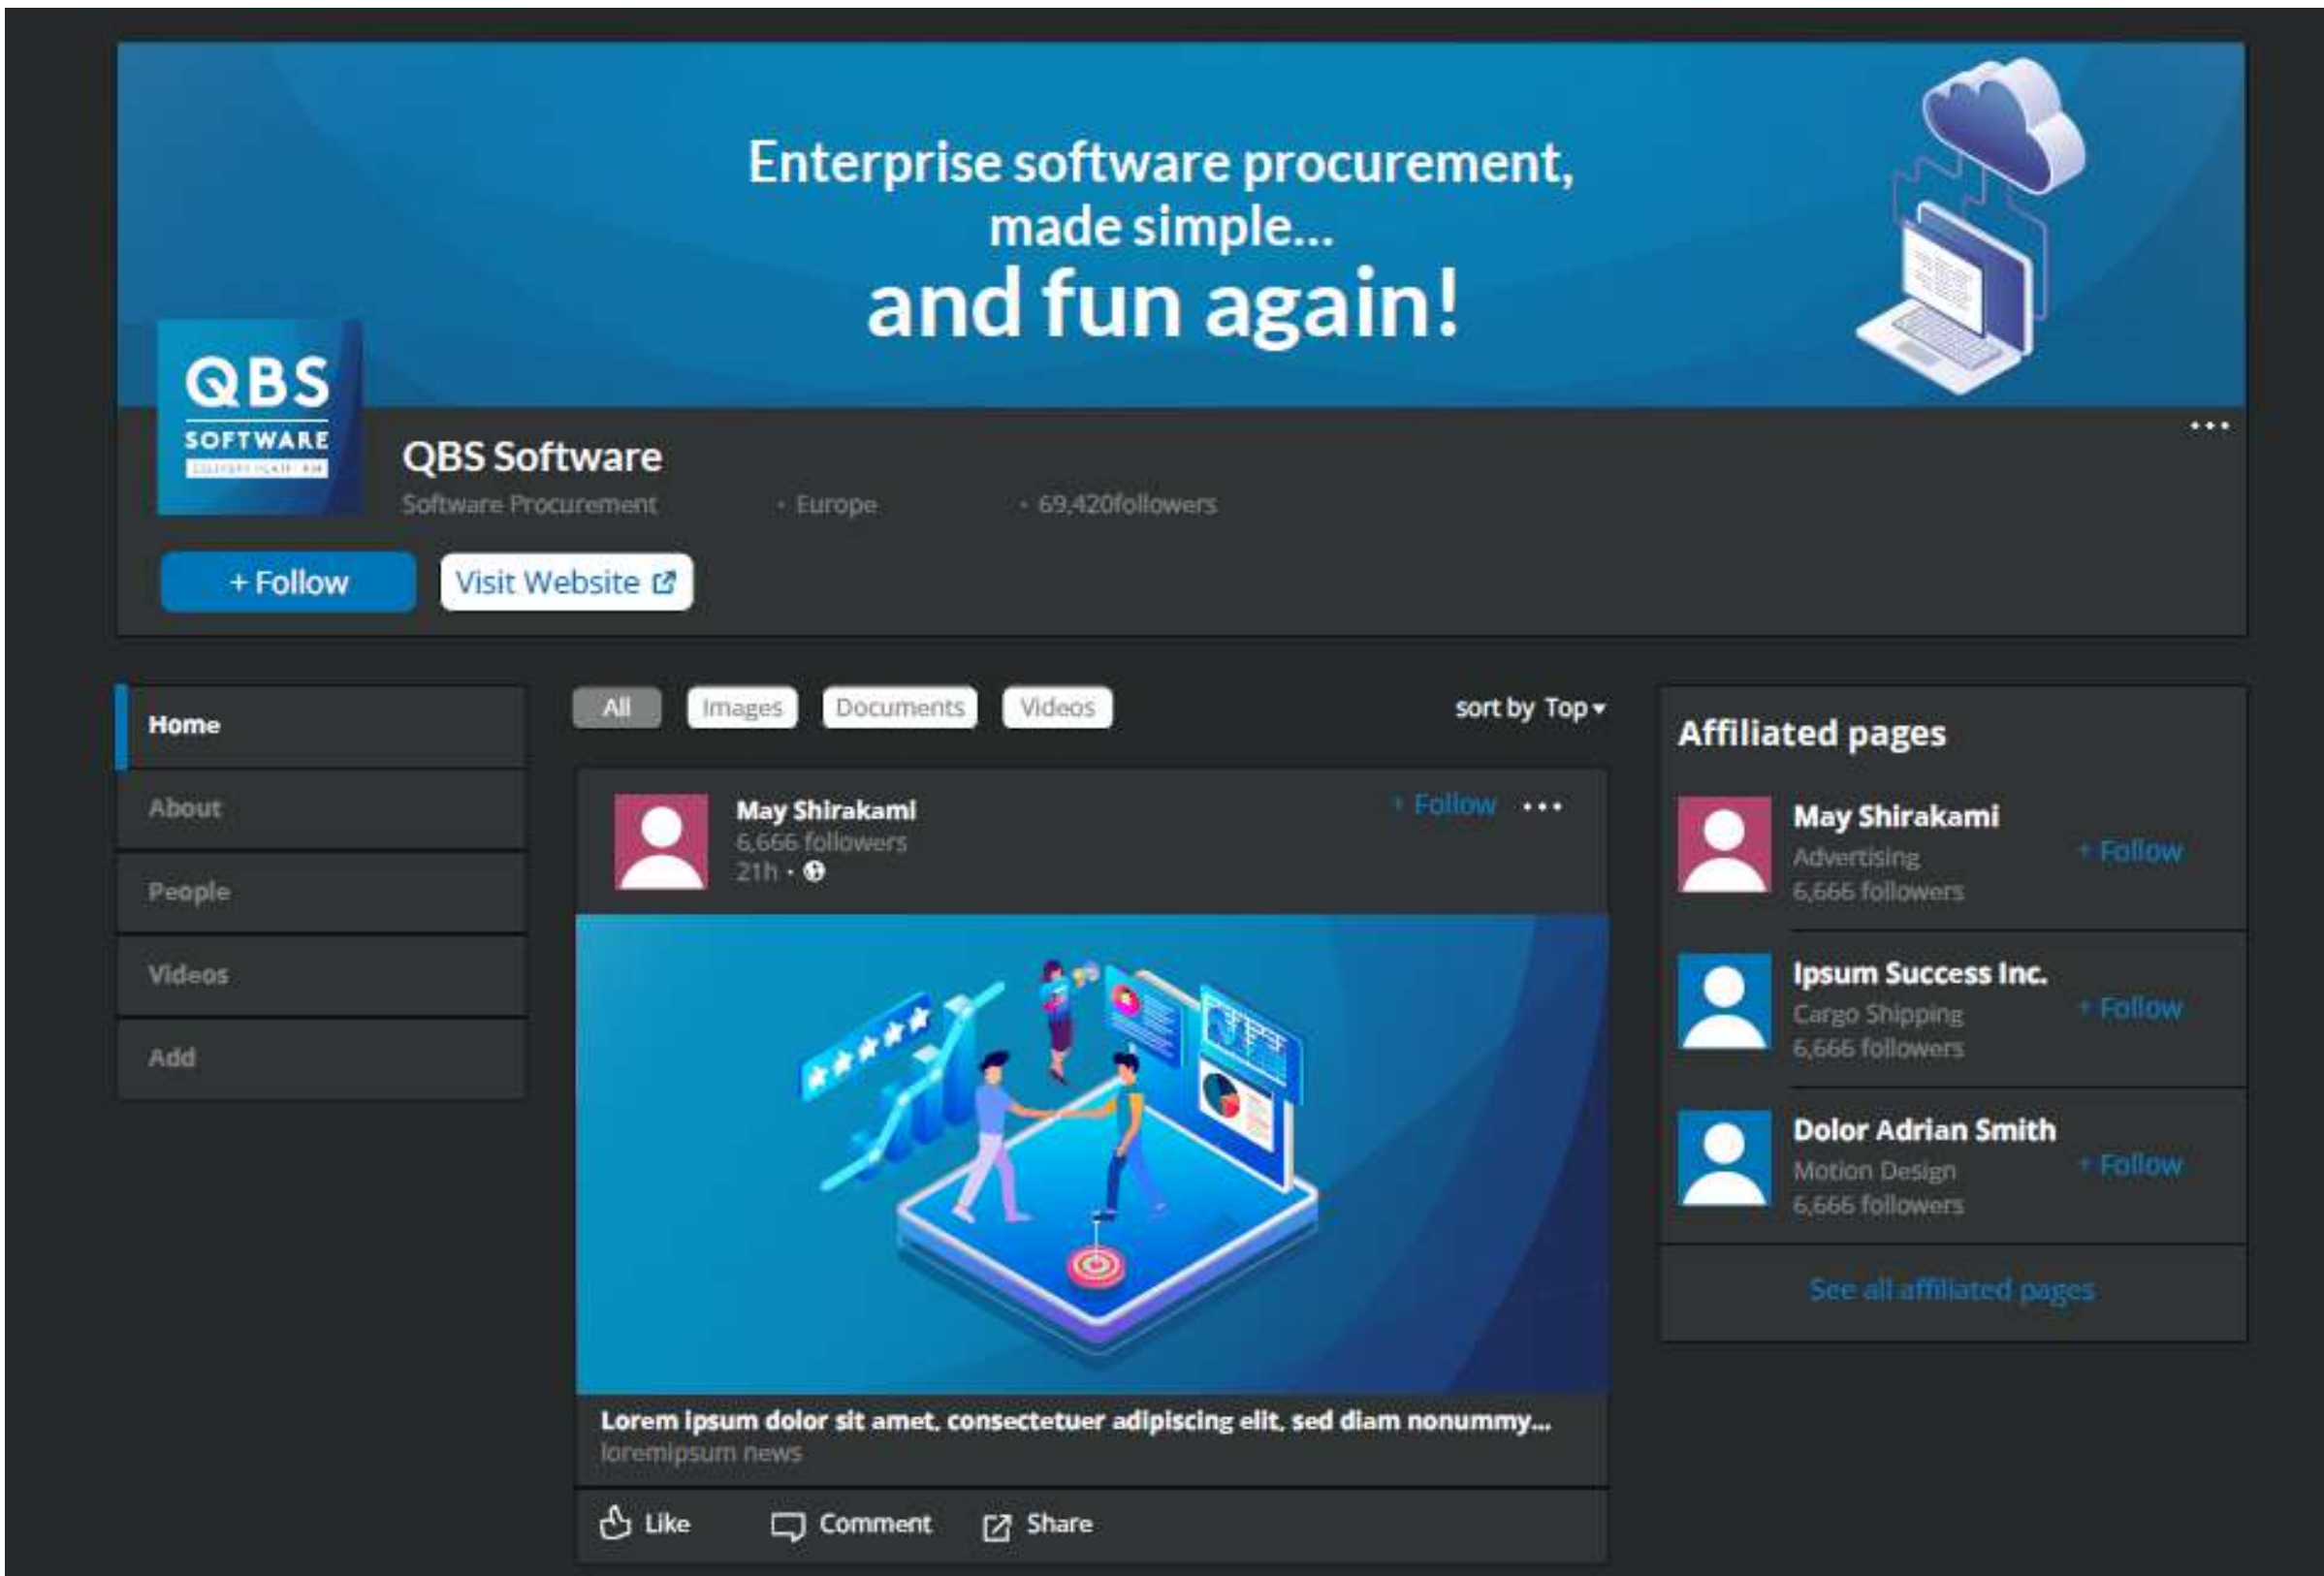 Enterprise software procurement,
made simple...
and fun again!
QBS
SOFTWARE
QBS Software
Software Procurement • Europe • 69,420followers
+ Follow
Visit Website
Home
About
People
Videos
Add
All
Images
Documents
Videos
sort by Top
May Shirakami
6,666 followers
21h •
+ Follow
Lorem ipsum dolor sit amet, consectetuer adipiscing elit, sed diam nonummy...
loremipsum news
Like
Comment
Share
Affiliated pages
May Shirakami
Advertising
6,666 followers
+ Follow
Ipsum Success Inc.
Cargo Shipping
6,666 followers
+ Follow
Dolor Adrian Smith
Motion Design
6,666 followers
+ Follow
See all affiliated pages